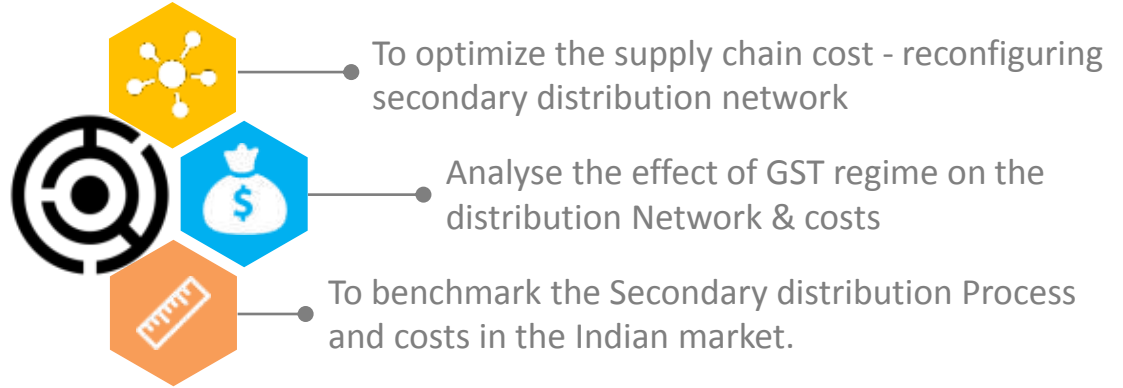 To optimize the supply chain cost - reconfiguring
secondary distribution network
$
Analyse the effect of GST regime on the
distribution Network & costs
To benchmark the Secondary distribution Process
and costs in the Indian market.